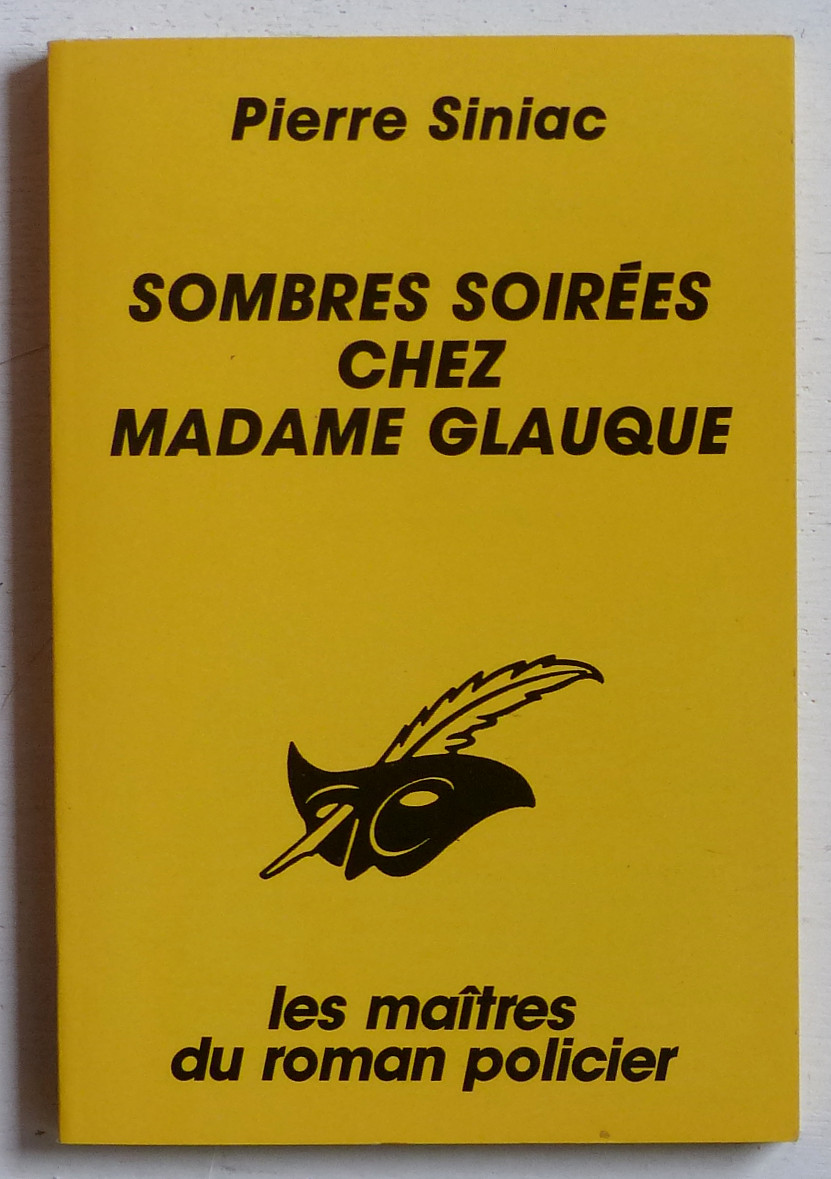 Pierre Siniac
SOMBRES SOIRÉES
CHEZ
MADAME GLAUQUE
les maîtres
du roman policier